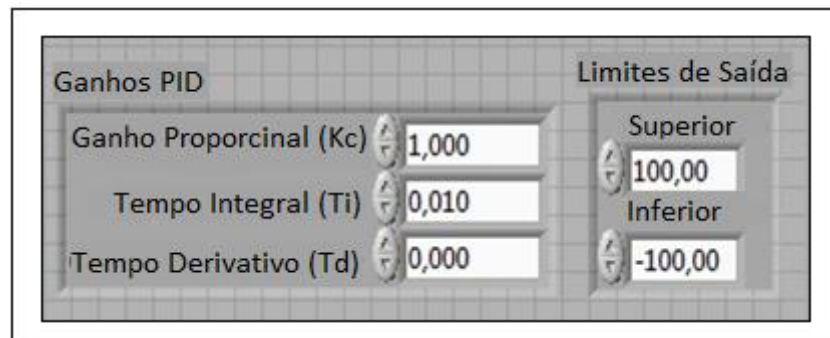 Ganhos PID
Ganho Proporcinal (Kc) 1,000
Tempo Integral (Ti) 0,010
Tempo Derivativo (Td) 0,000
Limites de Saída
Superior
100,00
Inferior
-100,00